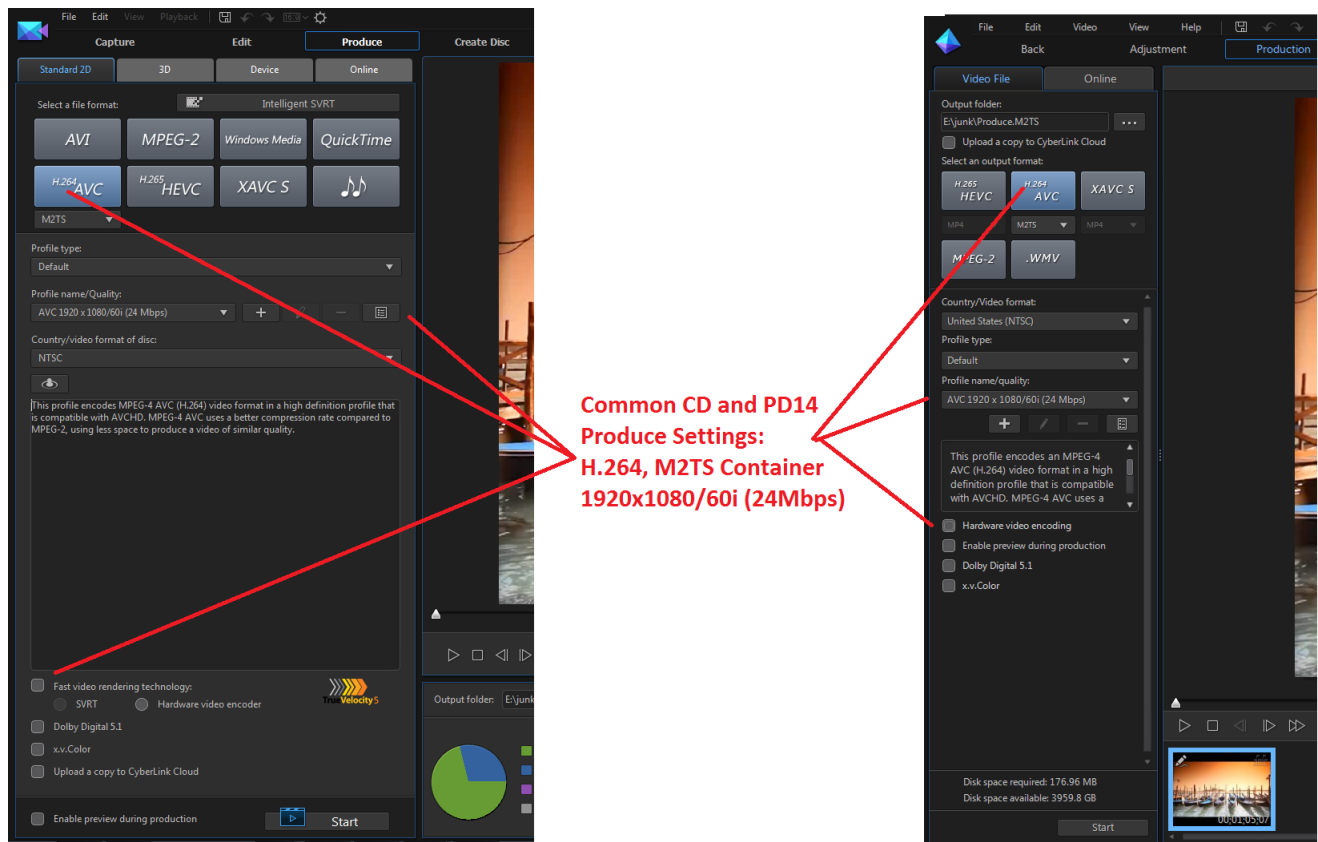 File Edit View Playback
Capture Edit Produce Create Disc
Standard 2D 3D Device Online
Select a file format: Intelligent SVRT
AVI MPEG-2 Windows Media QuickTime
H.264 AVC H.265 HEVC XAVC S
M2TS
Profile type:
Default
Profile name/Quality:
AVC 1920 x 1080/60i (24 Mbps)
Country/video format of disc:
NTSC
This profile encodes MPEG-4 AVC (H.264) video format in a high definition profile that
is compatible with AVCHD. MPEG-4 AVC uses a better compression rate compared to
MPEG-2, using less space to produce a video of similar quality.
Fast video rendering technology:
SVRT Hardware video encoder
TrueVelocity 5
Dolby Digital 5.1
x.v.Color
Upload a copy to CyberLink Cloud
Enable preview during production
Start
Output folder: E:\junk
Common CD and PD14
Produce Settings:
H.264, M2TS Container
1920x1080/60i (24Mbps)
File Edit Video View Help
Back Adjustment Production
Video File Online
Output folder:
E:\junk\Produce.M2TS ...
Upload a copy to CyberLink Cloud
Select an output format:
H.265 HEVC H.264 AVC XAVC S
MP4 M2TS MP4
MPEG-2 .WMV
Country/Video format:
United States (NTSC)
Profile type:
Default
Profile name/quality:
AVC 1920 x 1080/60i (24 Mbps)
This profile encodes an MPEG-4
AVC (H.264) video format in a high
definition profile that is compatible
with AVCHD. MPEG-4 AVC uses a
Hardware video encoding
Enable preview during production
Dolby Digital 5.1
x.v.Color
Disk space required: 176.96 MB
Disk space available: 3959.8 GB
Start
00;01;05;07